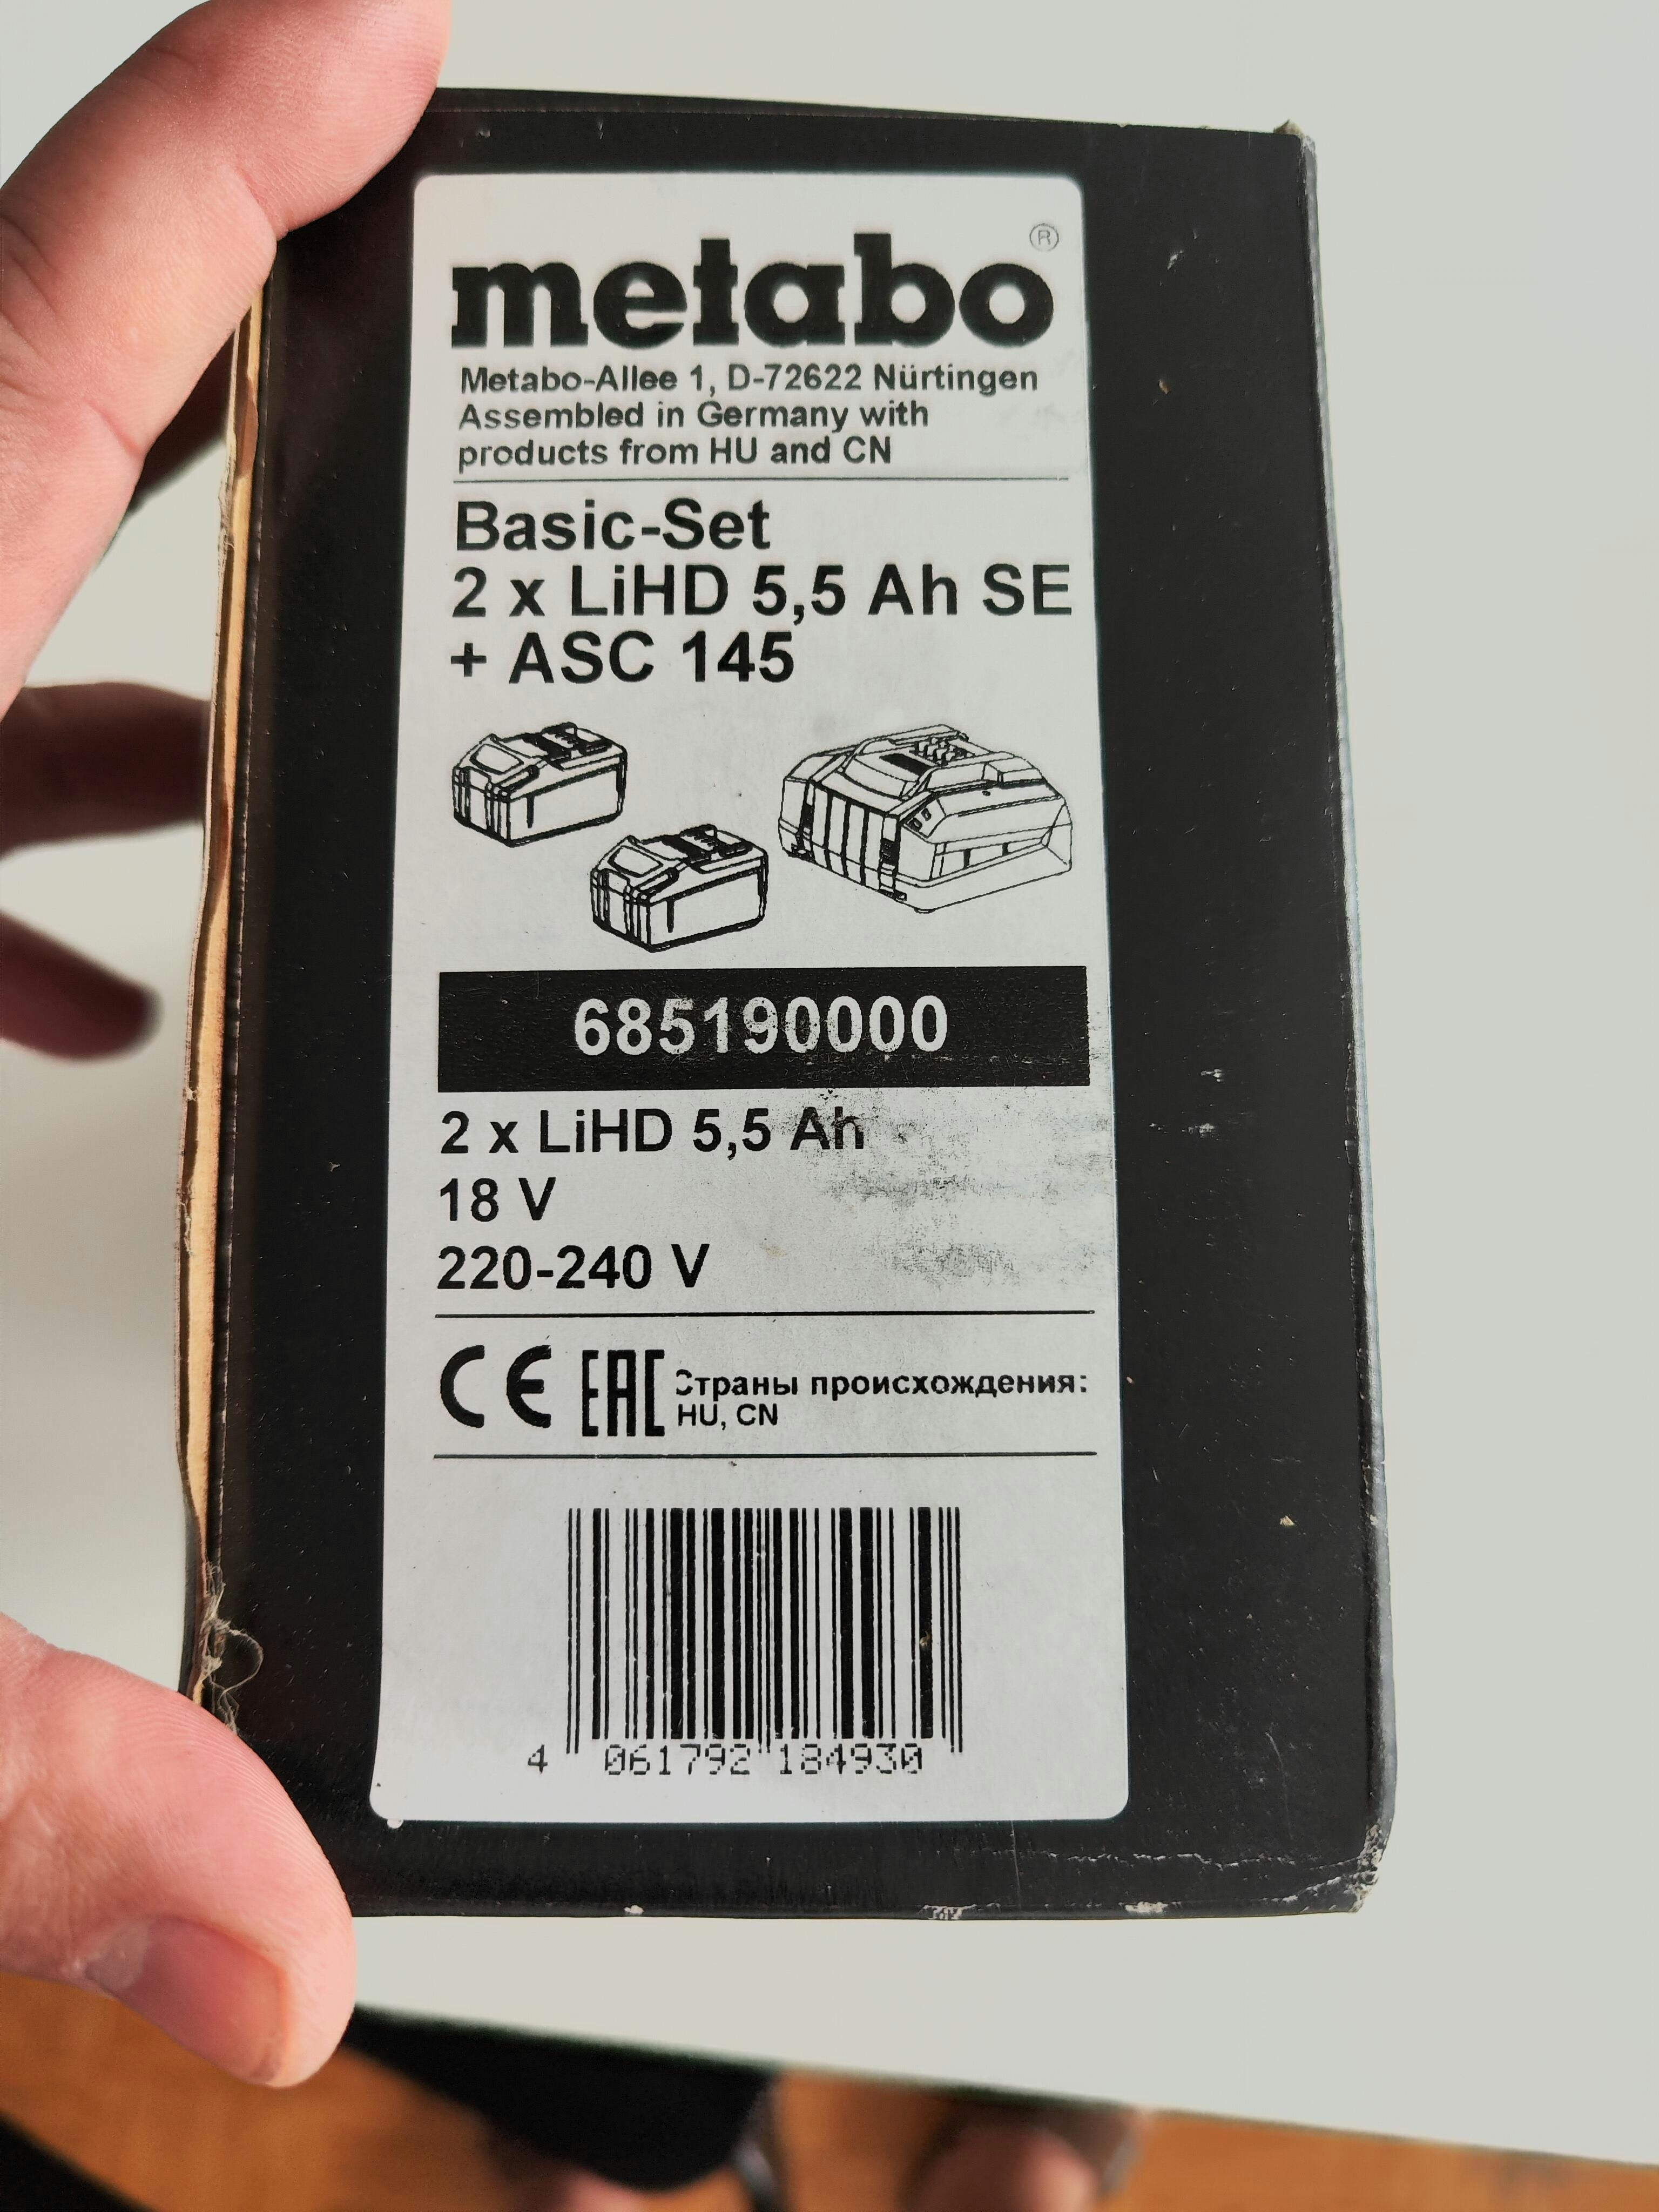 metabo®
Metabo-Allee 1, D-72622 Nürtingen
Assembled in Germany with
products from HU and CN
Basic-Set
2 x LiHD 5,5 Ah SE
+ ASC 145
685190000
2 x LiHD 5,5 Ah
18 V
220-240 V
CE EAC Страны происхождения:
HU, CN
4 061792 184930